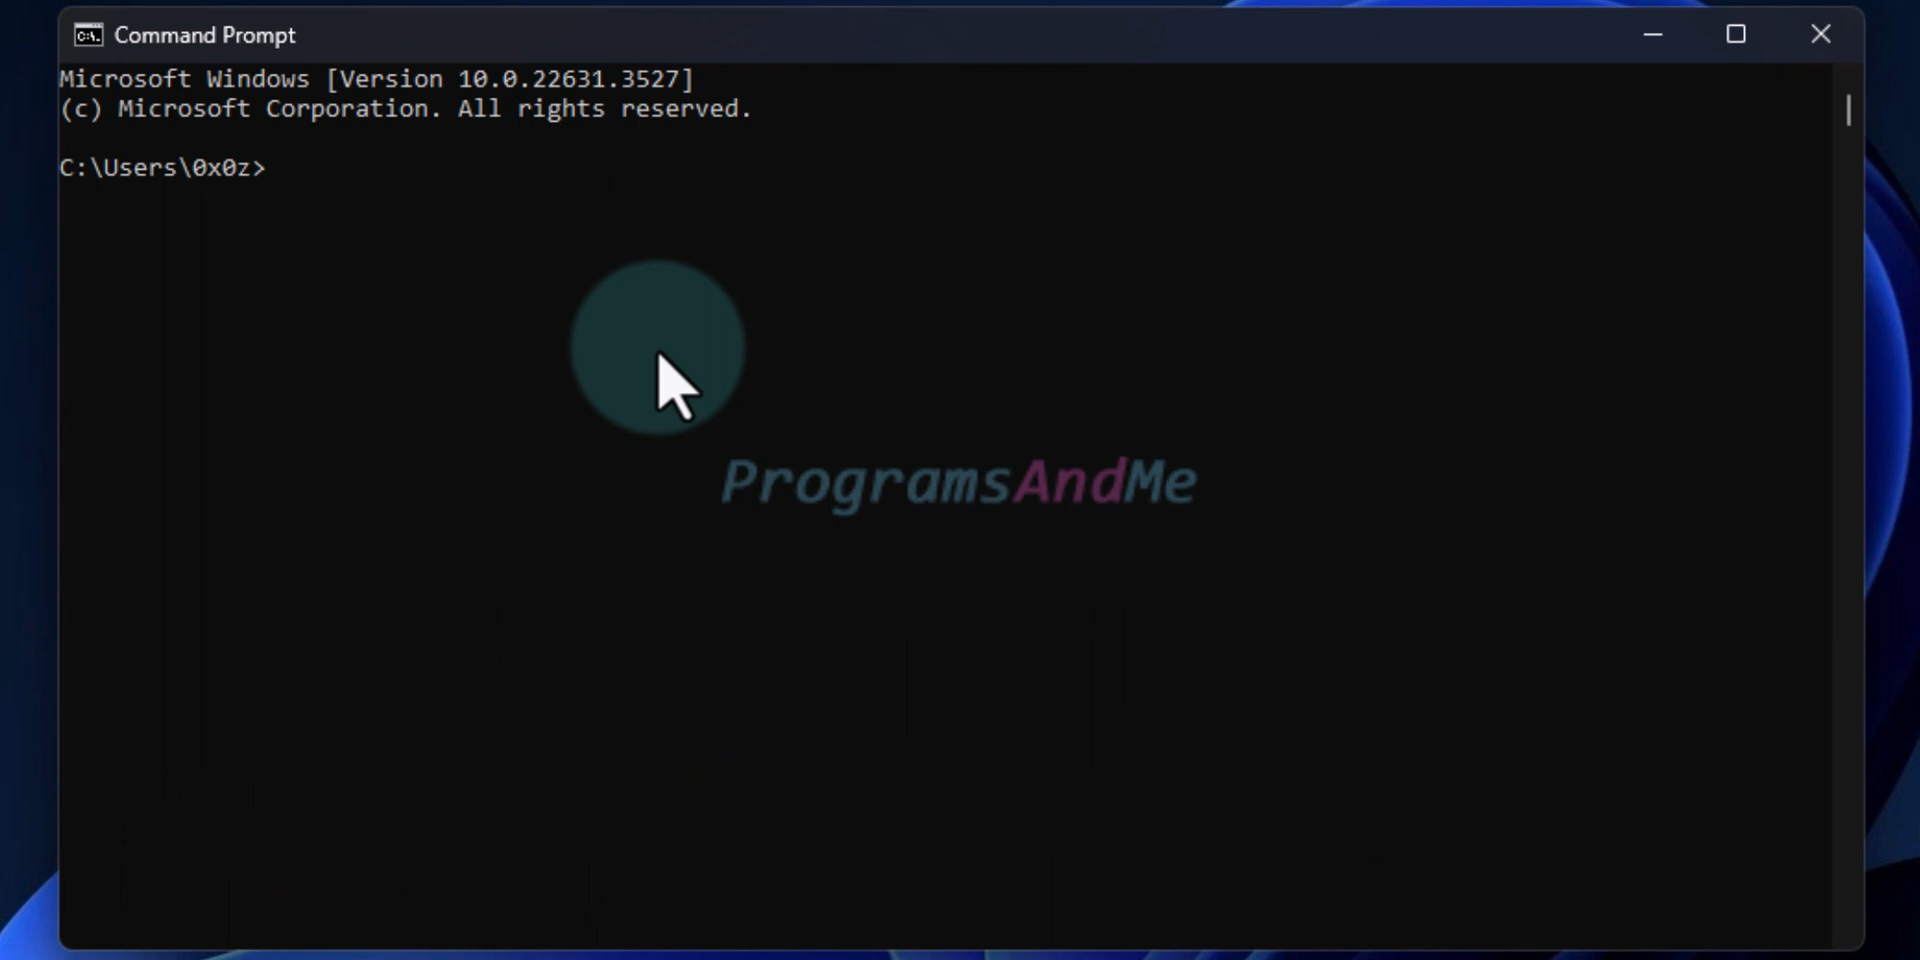 Command Prompt
Microsoft Windows [Version 10.0.22631.3527]
(c) Microsoft Corporation. All rights reserved.
C:\Users\0x0z>
ProgramsAndMe